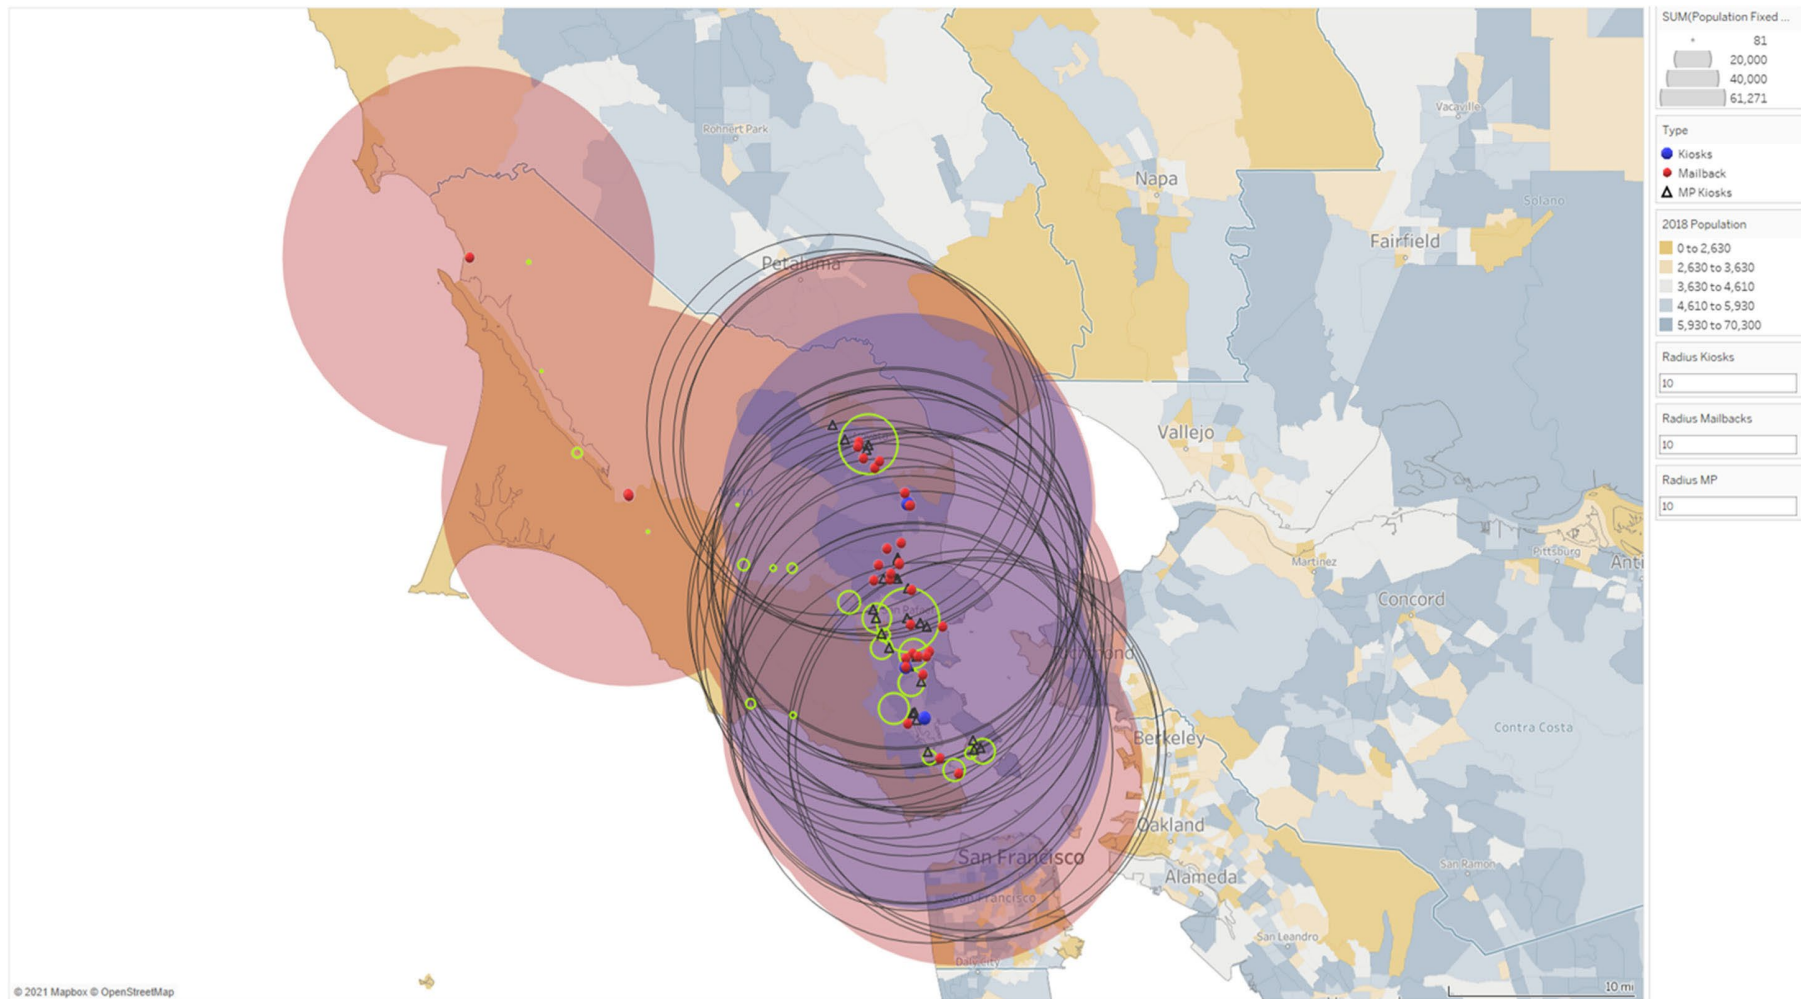 SUM(Population Fixed ...
81
20,000
40,000
61,271
Type
Kiosks
Mailback
MP Kiosks
2018 Population
0 to 2,630
2,630 to 3,630
3,630 to 4,610
4,610 to 5,930
5,930 to 70,300
Radius Kiosks
10
Radius Mailbacks
10
Radius MP
10
Vacaville
Rohnert Park
Napa
Solano
Fairfield
Petaluma
Vallejo
Pittsburg
Anti
Martinez
Concord
Richmond
Contra Costa
Berkeley
Oakland
San Francisco
San Ramon
Alameda
San Francisco
San Leandro
Daly City
10 mi
© 2021 Mapbox © OpenStreetMap